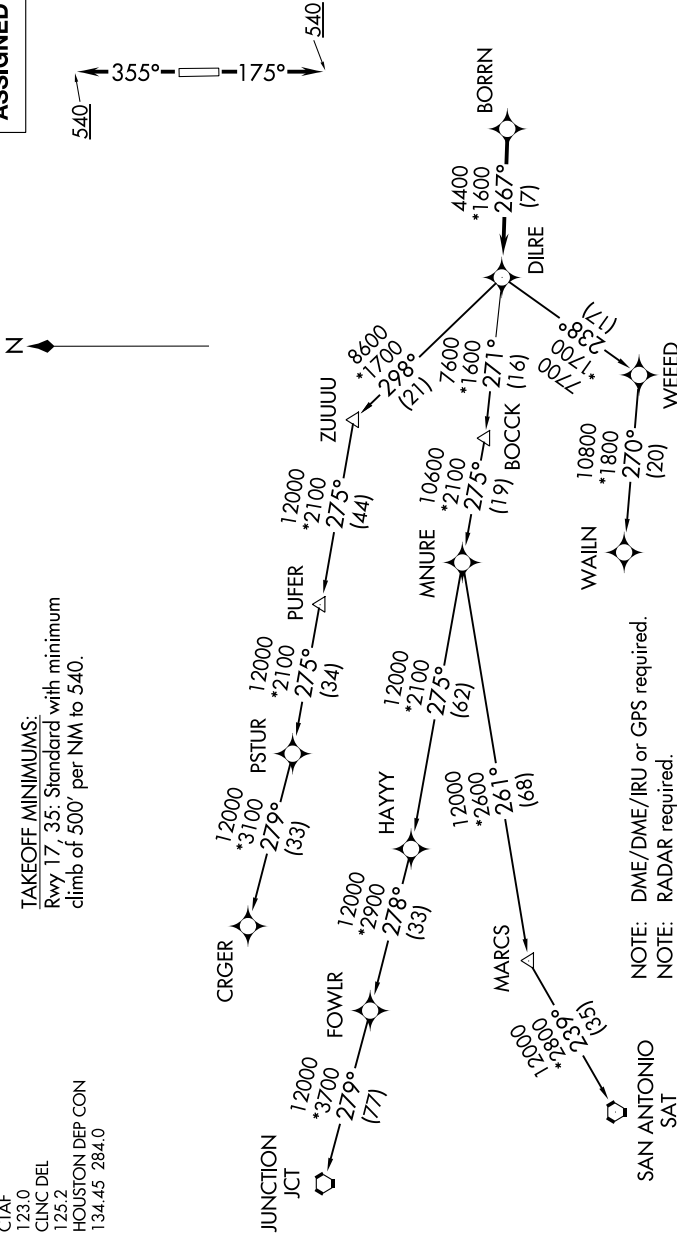 CTAF
123.0
CLNC DEL
125.2
HOUSTON DEP CON
134.45 284.0
TAKEOFF MINIMUMS:
Rwy 17, 35: Standard with minimum
climb of 500' per NM to 540.
N
ASSIGNED
540
355°
175°
540
CRGER
12000
*3100
279°
(33)
PSTUR
12000
*2100
275°
(34)
PUFER
12000
*2100
275°
(44)
ZUUUU
8600
*1700
298°
(21)
JUNCTION
JCT
12000
*3700
279°
(77)
FOWLR
12000
*2900
278°
(33)
HAYYY
12000
*2100
275°
(62)
MNURE
10600
*2100
275°
(19)
BOCCK
7600
*1600
271°
(16)
DILRE
4400
*1600
267°
(7)
BORRN
SAN ANTONIO
SAT
12000
*2800
239°
(35)
MARCS
12000
*2600
261°
(68)
WAILN
10800
*1800
270°
(20)
WEEED
7700
*1700
238°
(17)
NOTE: DME/DME/IRU or GPS required.
NOTE: RADAR required.